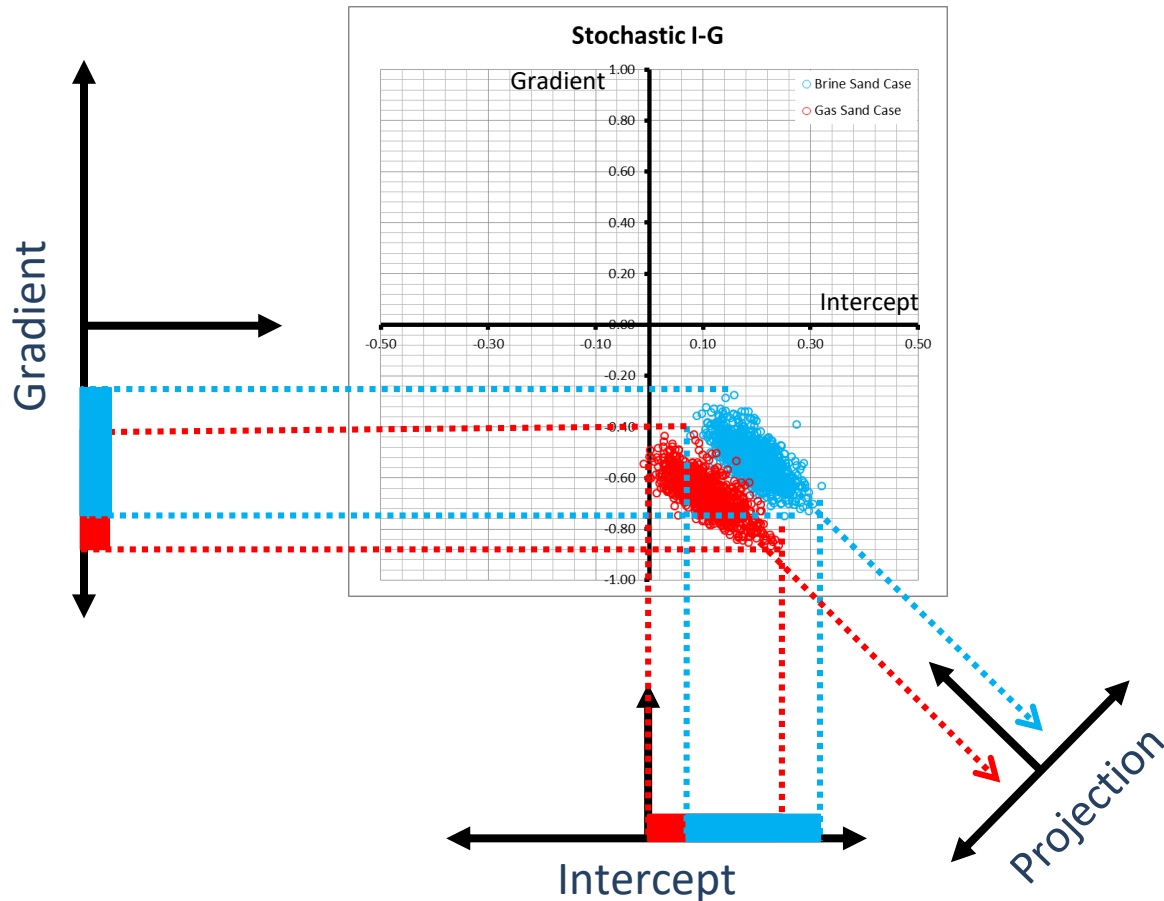 Stochastic I-G
Gradient
1.00
Brine Sand Case
Gas Sand Case
0.80
0.60
0.40
0.20
Intercept
0.00
-0.50
-0.30
-0.10
0.10
0.30
0.50
-0.20
-0.40
-0.60
-0.80
-1.00
Gradient
Intercept
Projection